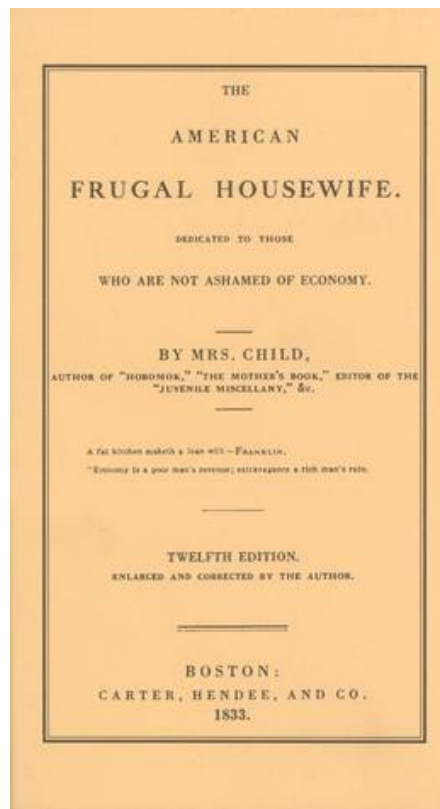 THE
AMERICAN
FRUGAL HOUSEWIFE.
DEDICATED TO THOSE
WHO ARE NOT ASHAMED OF ECONOMY.
BY MRS. CHILD,
AUTHOR OF "HOBOMOK," "THE MOTHER'S BOOK," EDITOR OF THE
"JUVENILE MISCELLANY," &c.
A fat kitchen maketh a lean will.—FRANKLIN.
"Economy is a poor man's revenue; extravagance a rich man's ruin.
TWELFTH EDITION.
ENLARGED AND CORRECTED BY THE AUTHOR.
BOSTON:
CARTER, HENDEE, AND CO.
1833.